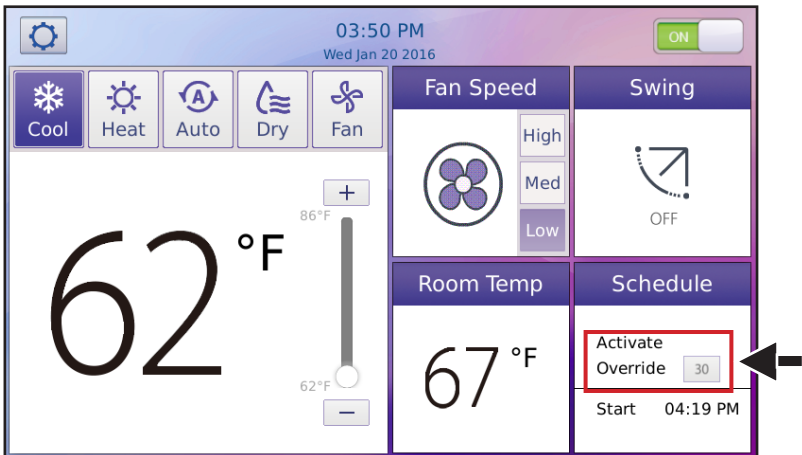 03:50 PM
Wed Jan 20 2016
ON
Cool
Heat
A
Auto
Dry
Fan
62 °F
+
86°F
62°F
−
Fan Speed
High
Med
Low
Swing
OFF
Room Temp
67 °F
Schedule
Activate
Override 30
Start 04:19 PM